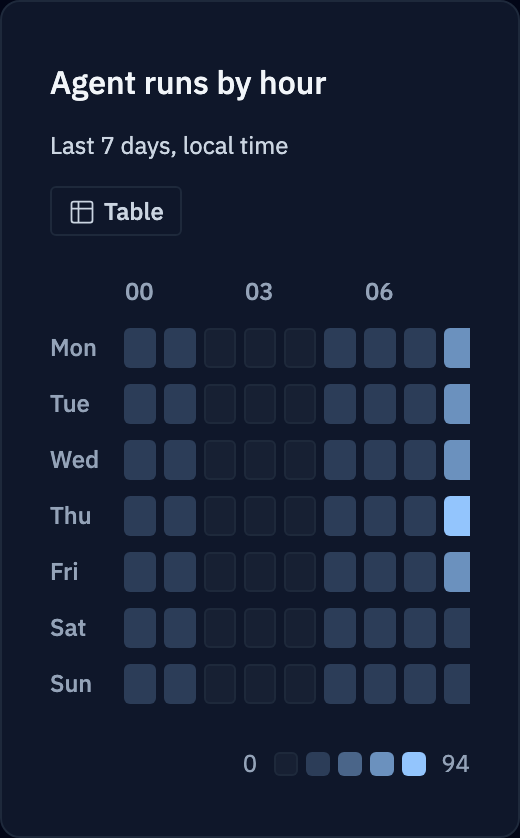 Agent runs by hour
Last 7 days, local time
Table
00 03 06
Mon
Tue
Wed
Thu
Fri
Sat
Sun
0 94